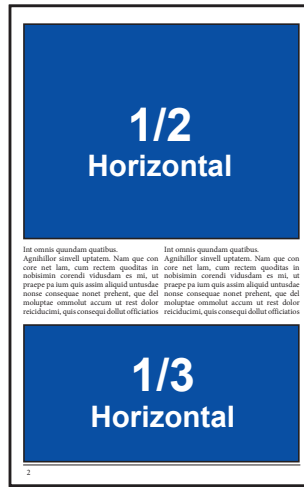 1/2
Horizontal
Int omnis quundam quatibus.
Agnihillor sinvell uptatem. Nam que con
core net lam, cum rectem quoditas in
nobisimin corendi vidusdam es mi, ut
praepe pa ium quis assim aliquid untusdae
nonse consequae nonet prehent, que del
moluptae ommolut accum ut rest dolor
reiciducimi, quis consequi dollut officiatios
Int omnis quundam quatibus.
Agnihillor sinvell uptatem. Nam que con
core net lam, cum rectem quoditas in
nobisimin corendi vidusdam es mi, ut
praepe pa ium quis assim aliquid untusdae
nonse consequae nonet prehent, que del
moluptae ommolut accum ut rest dolor
reiciducimi, quis consequi dollut officiatios
1/3
Horizontal
2